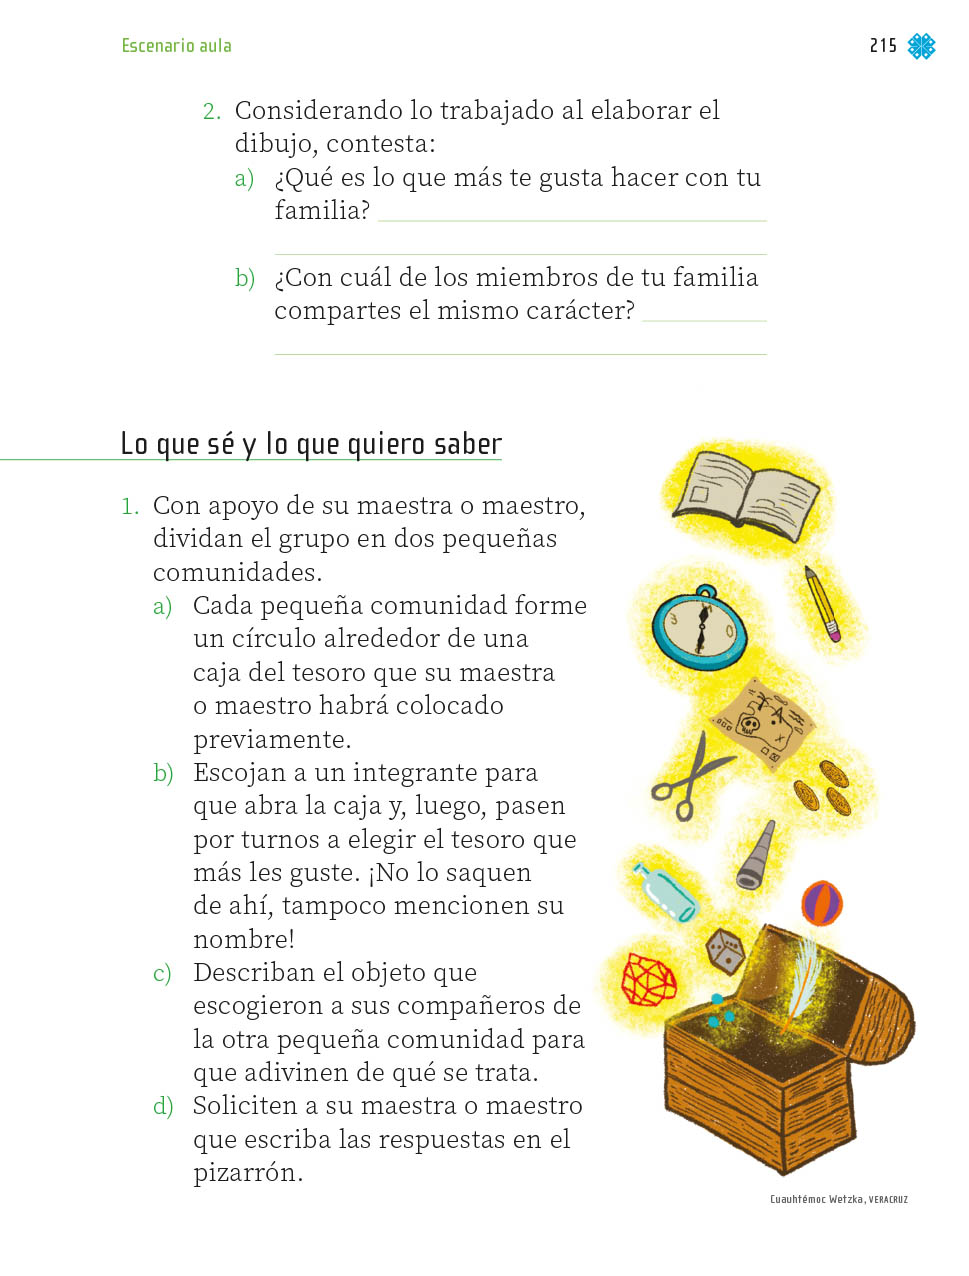 Escenario aula
215
2. Considerando lo trabajado al elaborar el
dibujo, contesta:
a) ¿Qué es lo que más te gusta hacer con tu
familia?
b) ¿Con cuál de los miembros de tu familia
compartes el mismo carácter?
Lo que sé y lo que quiero saber
1. Con apoyo de su maestra o maestro,
dividan el grupo en dos pequeñas
comunidades.
a) Cada pequeña comunidad forme
un círculo alrededor de una
caja del tesoro que su maestra
o maestro habrá colocado
previamente.
b) Escojan a un integrante para
que abra la caja y, luego, pasen
por turnos a elegir el tesoro que
más les guste. ¡No lo saquen
de ahí, tampoco mencionen su
nombre!
c) Describan el objeto que
escogieron a sus compañeros de
la otra pequeña comunidad para
que adivinen de qué se trata.
d) Soliciten a su maestra o maestro
que escriba las respuestas en el
pizarrón.
Cuauhtémoc Wetzka, VERACRUZ